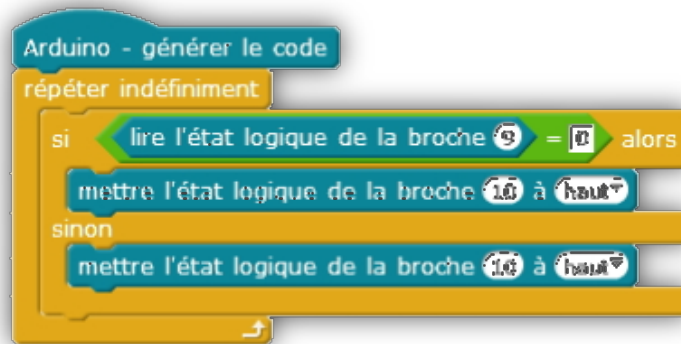 Arduino - générer le code
répéter indéfiniment
si lire l'état logique de la broche 9 = 0 alors
mettre l'état logique de la broche 10 à haut
sinon
mettre l'état logique de la broche 10 à haut